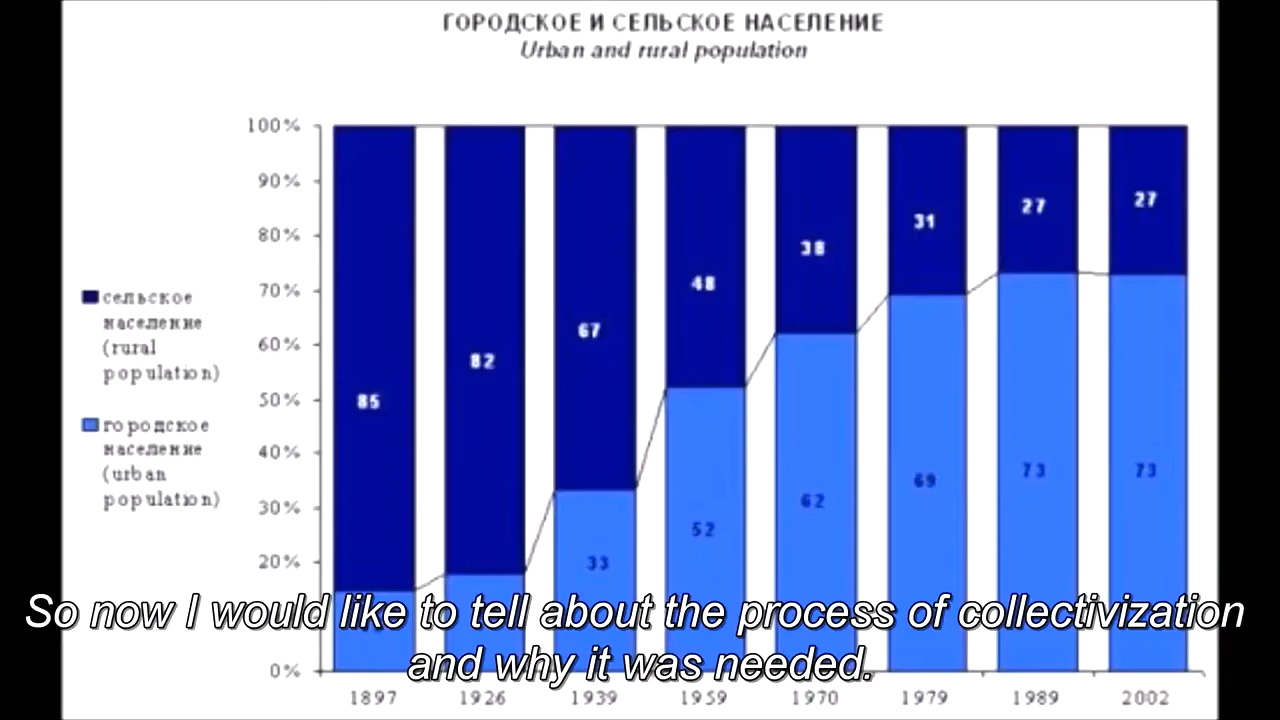 ГОРОДСКОЕ И СЕЛЬСКОЕ НАСЕЛЕНИЕ
Urban and rural population
100%
90%
80%
70%
60%
50%
40%
30%
20%
0%
сельское
население
(rural
population)
городское
население
(urban
population)
85
82
67
48
38
31
27
27
33
52
62
69
73
73
So now I would like to tell about the process of collectivization
and why it was needed.
1897 1926 1939 1959 1970 1979 1989 2002